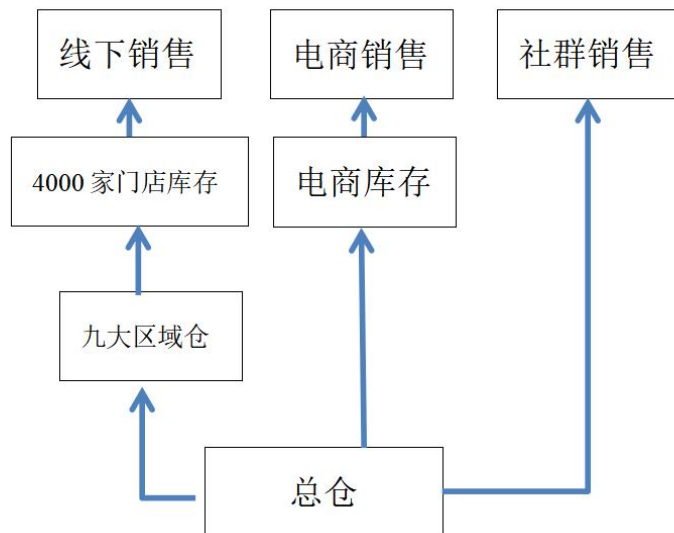 线下销售
电商销售
社群销售
4000 家门店库存
电商库存
九大区域仓
总仓